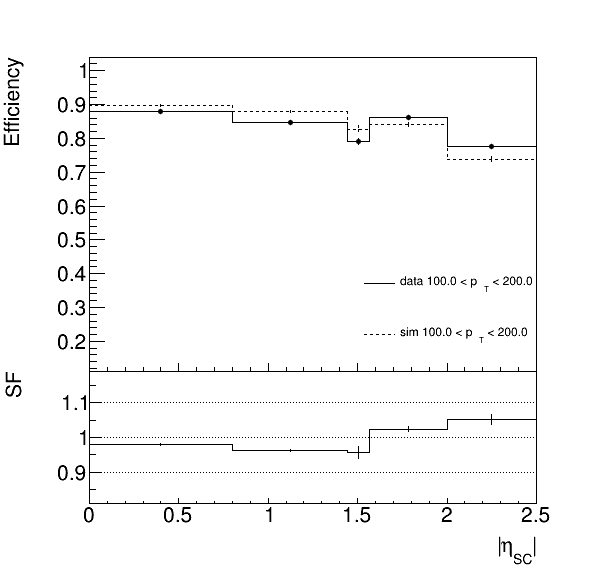 Efficiency
1
0.9
0.8
0.7
0.6
0.5
0.4
0.3
0.2
data 100.0 < p_T < 200.0
sim 100.0 < p_T < 200.0
SF
1.1
1
0.9
0 0.5 1 1.5 2 2.5
|η_SC|